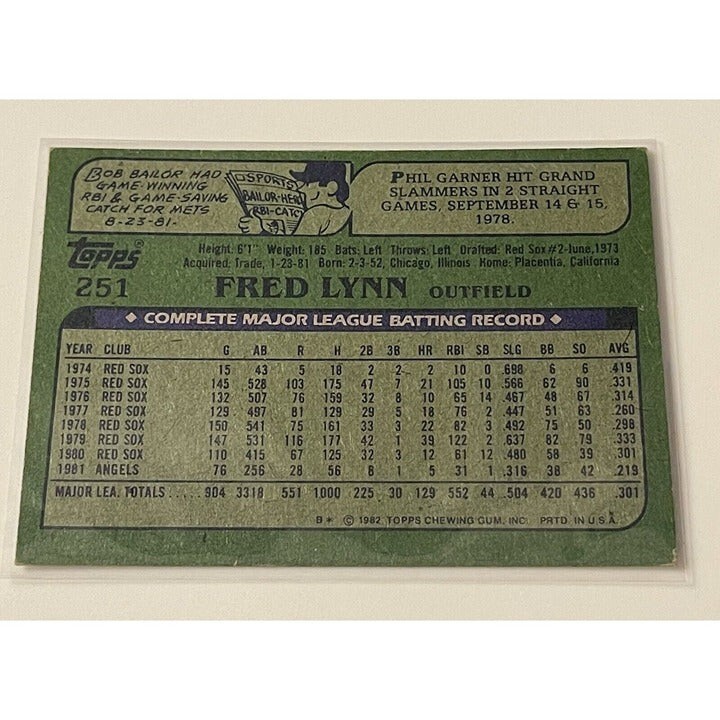 BOB BAILOR HAD
GAME-WINNING
RBI & GAME-SAVING
CATCH FOR METS
8-23-81.
SPORTS
BAILOR-HERO
RBI-CATC
PHIL GARNER HIT GRAND
SLAMMERS IN 2 STRAIGHT
GAMES, SEPTEMBER 14 & 15,
1978.
TOPPS®
251
Height: 6'1" Weight: 185 Bats: Left Throws: Left Drafted: Red Sox #2-June, 1973
Acquired: Trade, 1-23-81 Born: 2-3-52, Chicago, Illinois Home: Placentia, California
FRED LYNN OUTFIELD
◆ COMPLETE MAJOR LEAGUE BATTING RECORD ◆
YEAR CLUB G AB R H 2B 3B HR RBI SB SLG BB SO AVG
1974 RED SOX 15 43 5 18 2 2 2 10 0 .698 6 6 .419
1975 RED SOX 145 528 103 175 47 7 21 105 10 .566 62 90 .331
1976 RED SOX 132 507 76 159 32 8 10 65 14 .467 48 67 .314
1977 RED SOX 129 497 81 129 29 5 18 76 2 .447 51 63 .260
1978 RED SOX 150 541 75 161 33 3 22 82 3 .492 75 50 .298
1979 RED SOX 147 531 116 177 42 1 39 122 2 .637 82 79 .333
1980 RED SOX 110 415 67 125 32 3 12 61 12 .480 58 39 .301
1981 ANGELS 76 256 28 56 8 1 5 31 1 .316 38 42 .219
MAJOR LEA. TOTALS ..... 904 3318 551 1000 225 30 129 552 44 .504 420 436 .301
B* © 1982 TOPPS CHEWING GUM, INC. PRTD. IN U.S.A.